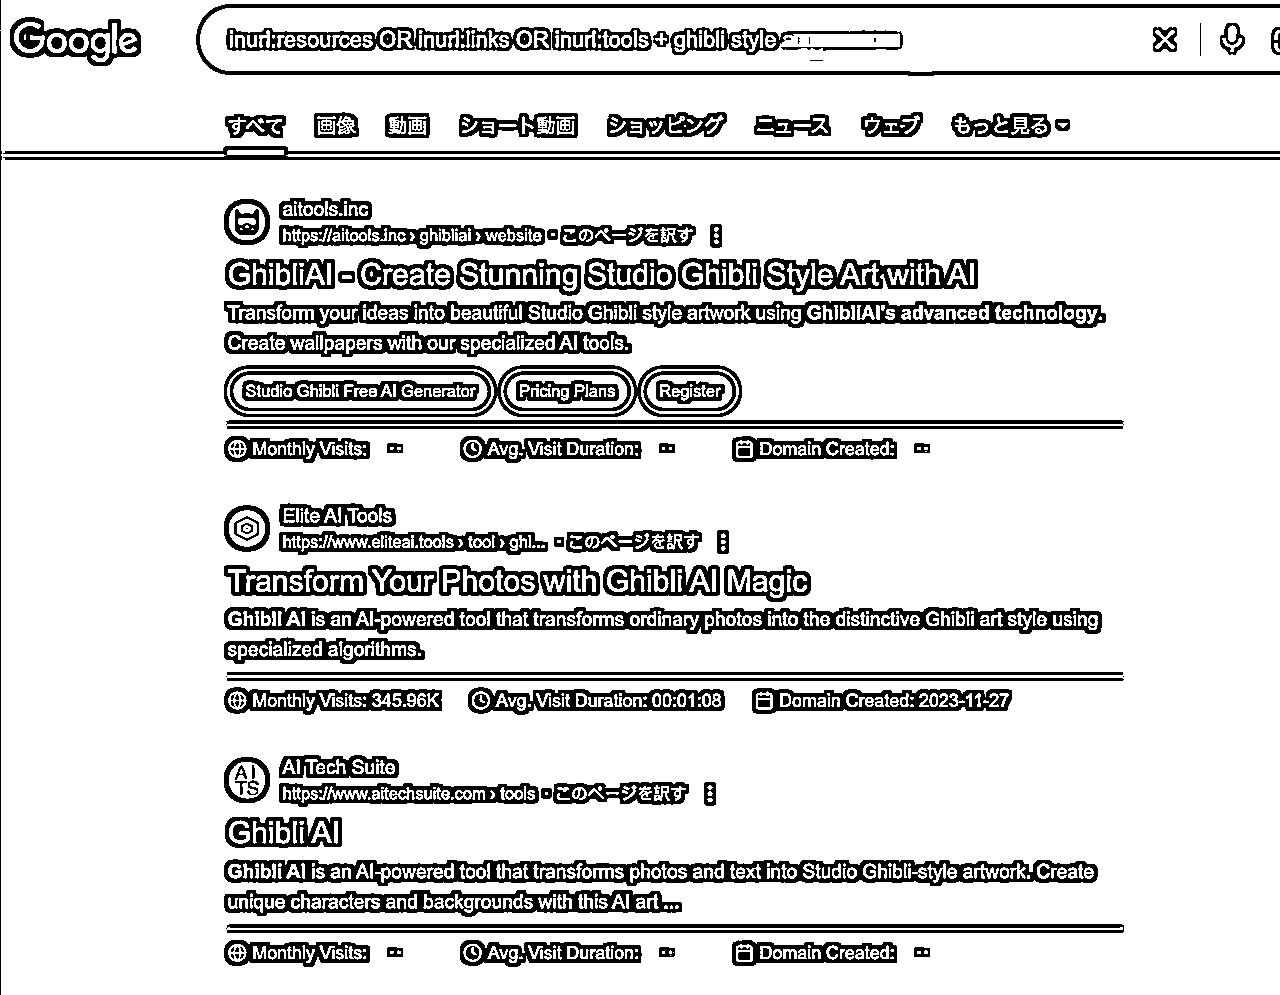 Google
inurl:resources OR inurl:links OR inurl:tools + ghibli style
すべて 画像 動画 ショート動画 ショッピング ニュース ウェブ もっと見る
aitools.inc
https://aitools.inc › ghibliai › website · このページを訳す
GhibliAI - Create Stunning Studio Ghibli Style Art with AI
Transform your ideas into beautiful Studio Ghibli style artwork using GhibliAI's advanced technology.
Create wallpapers with our specialized AI tools.
Studio Ghibli Free AI Generator Pricing Plans Register
Monthly Visits: -- Avg. Visit Duration: -- Domain Created: --
Elite AI Tools
https://www.eliteai.tools › tool › ghl... · このページを訳す
Transform Your Photos with Ghibli AI Magic
Ghibli AI is an AI-powered tool that transforms ordinary photos into the distinctive Ghibli art style using
specialized algorithms.
Monthly Visits: 345.96K Avg. Visit Duration: 00:01:08 Domain Created: 2023-11-27
AI TS
AI Tech Suite
https://www.aitechsuite.com › tools · このページを訳す
Ghibli AI
Ghibli AI is an AI-powered tool that transforms photos and text into Studio Ghibli-style artwork. Create
unique characters and backgrounds with this AI art ...
Monthly Visits: -- Avg. Visit Duration: -- Domain Created: --